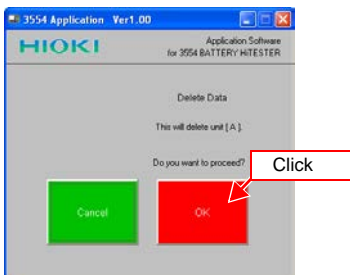 3554 Application Ver1.00
HIOKI
Application Software
for 3554 BATTERY HiTESTER
Delete Data
This will delete unit [ A ].
Do you want to proceed?
Click
Cancel
OK